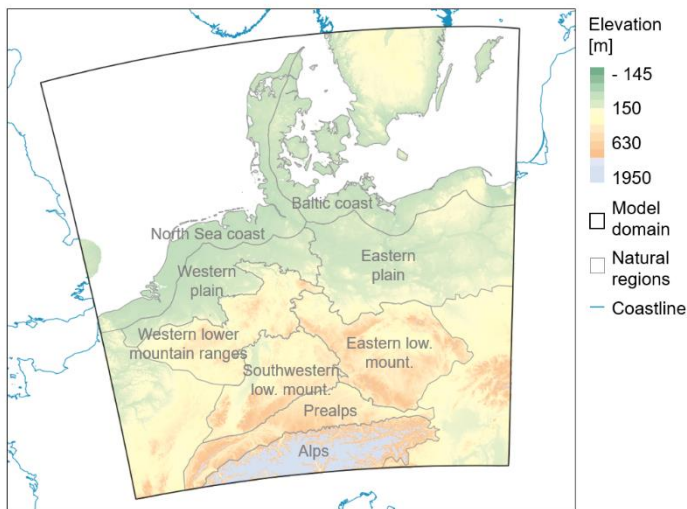 Baltic coast
North Sea coast
Western
plain
Eastern
plain
Western lower
mountain ranges
Eastern low.
mount.
Southwestern
low. mount.
Prealps
Alps
Elevation
[m]
- 145
150
630
1950
Model
domain
Natural
regions
Coastline